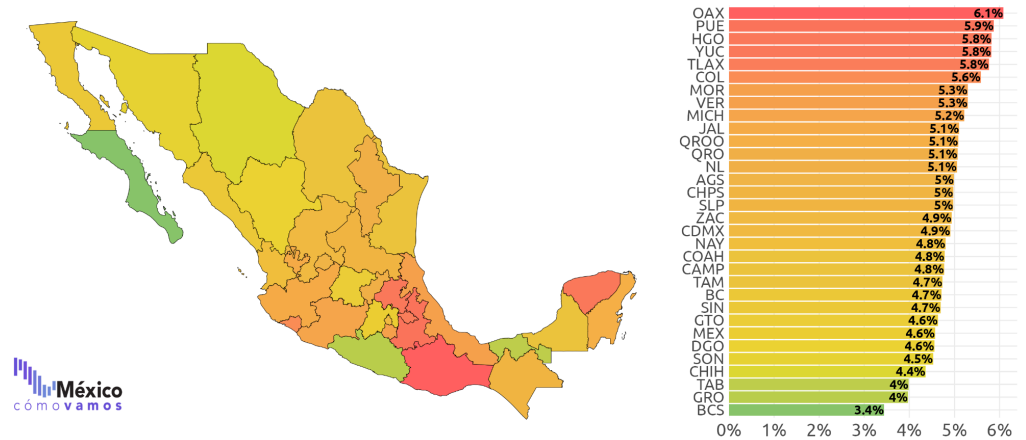 OAX 6.1%
PUE 5.9%
HGO 5.8%
YUC 5.8%
TLAX 5.8%
COL 5.6%
MOR 5.3%
VER 5.3%
MICH 5.2%
JAL 5.1%
QROO 5.1%
QRO 5.1%
NL 5.1%
AGS 5%
CHPS 5%
SLP 5%
ZAC 4.9%
CDMX 4.9%
NAY 4.8%
COAH 4.8%
CAMP 4.8%
TAM 4.7%
BC 4.7%
SIN 4.7%
GTO 4.6%
MEX 4.6%
DGO 4.6%
SON 4.5%
CHIH 4.4%
TAB 4%
GRO 4%
BCS 3.4%
0% 1% 2% 3% 4% 5% 6%
México
cómovamos